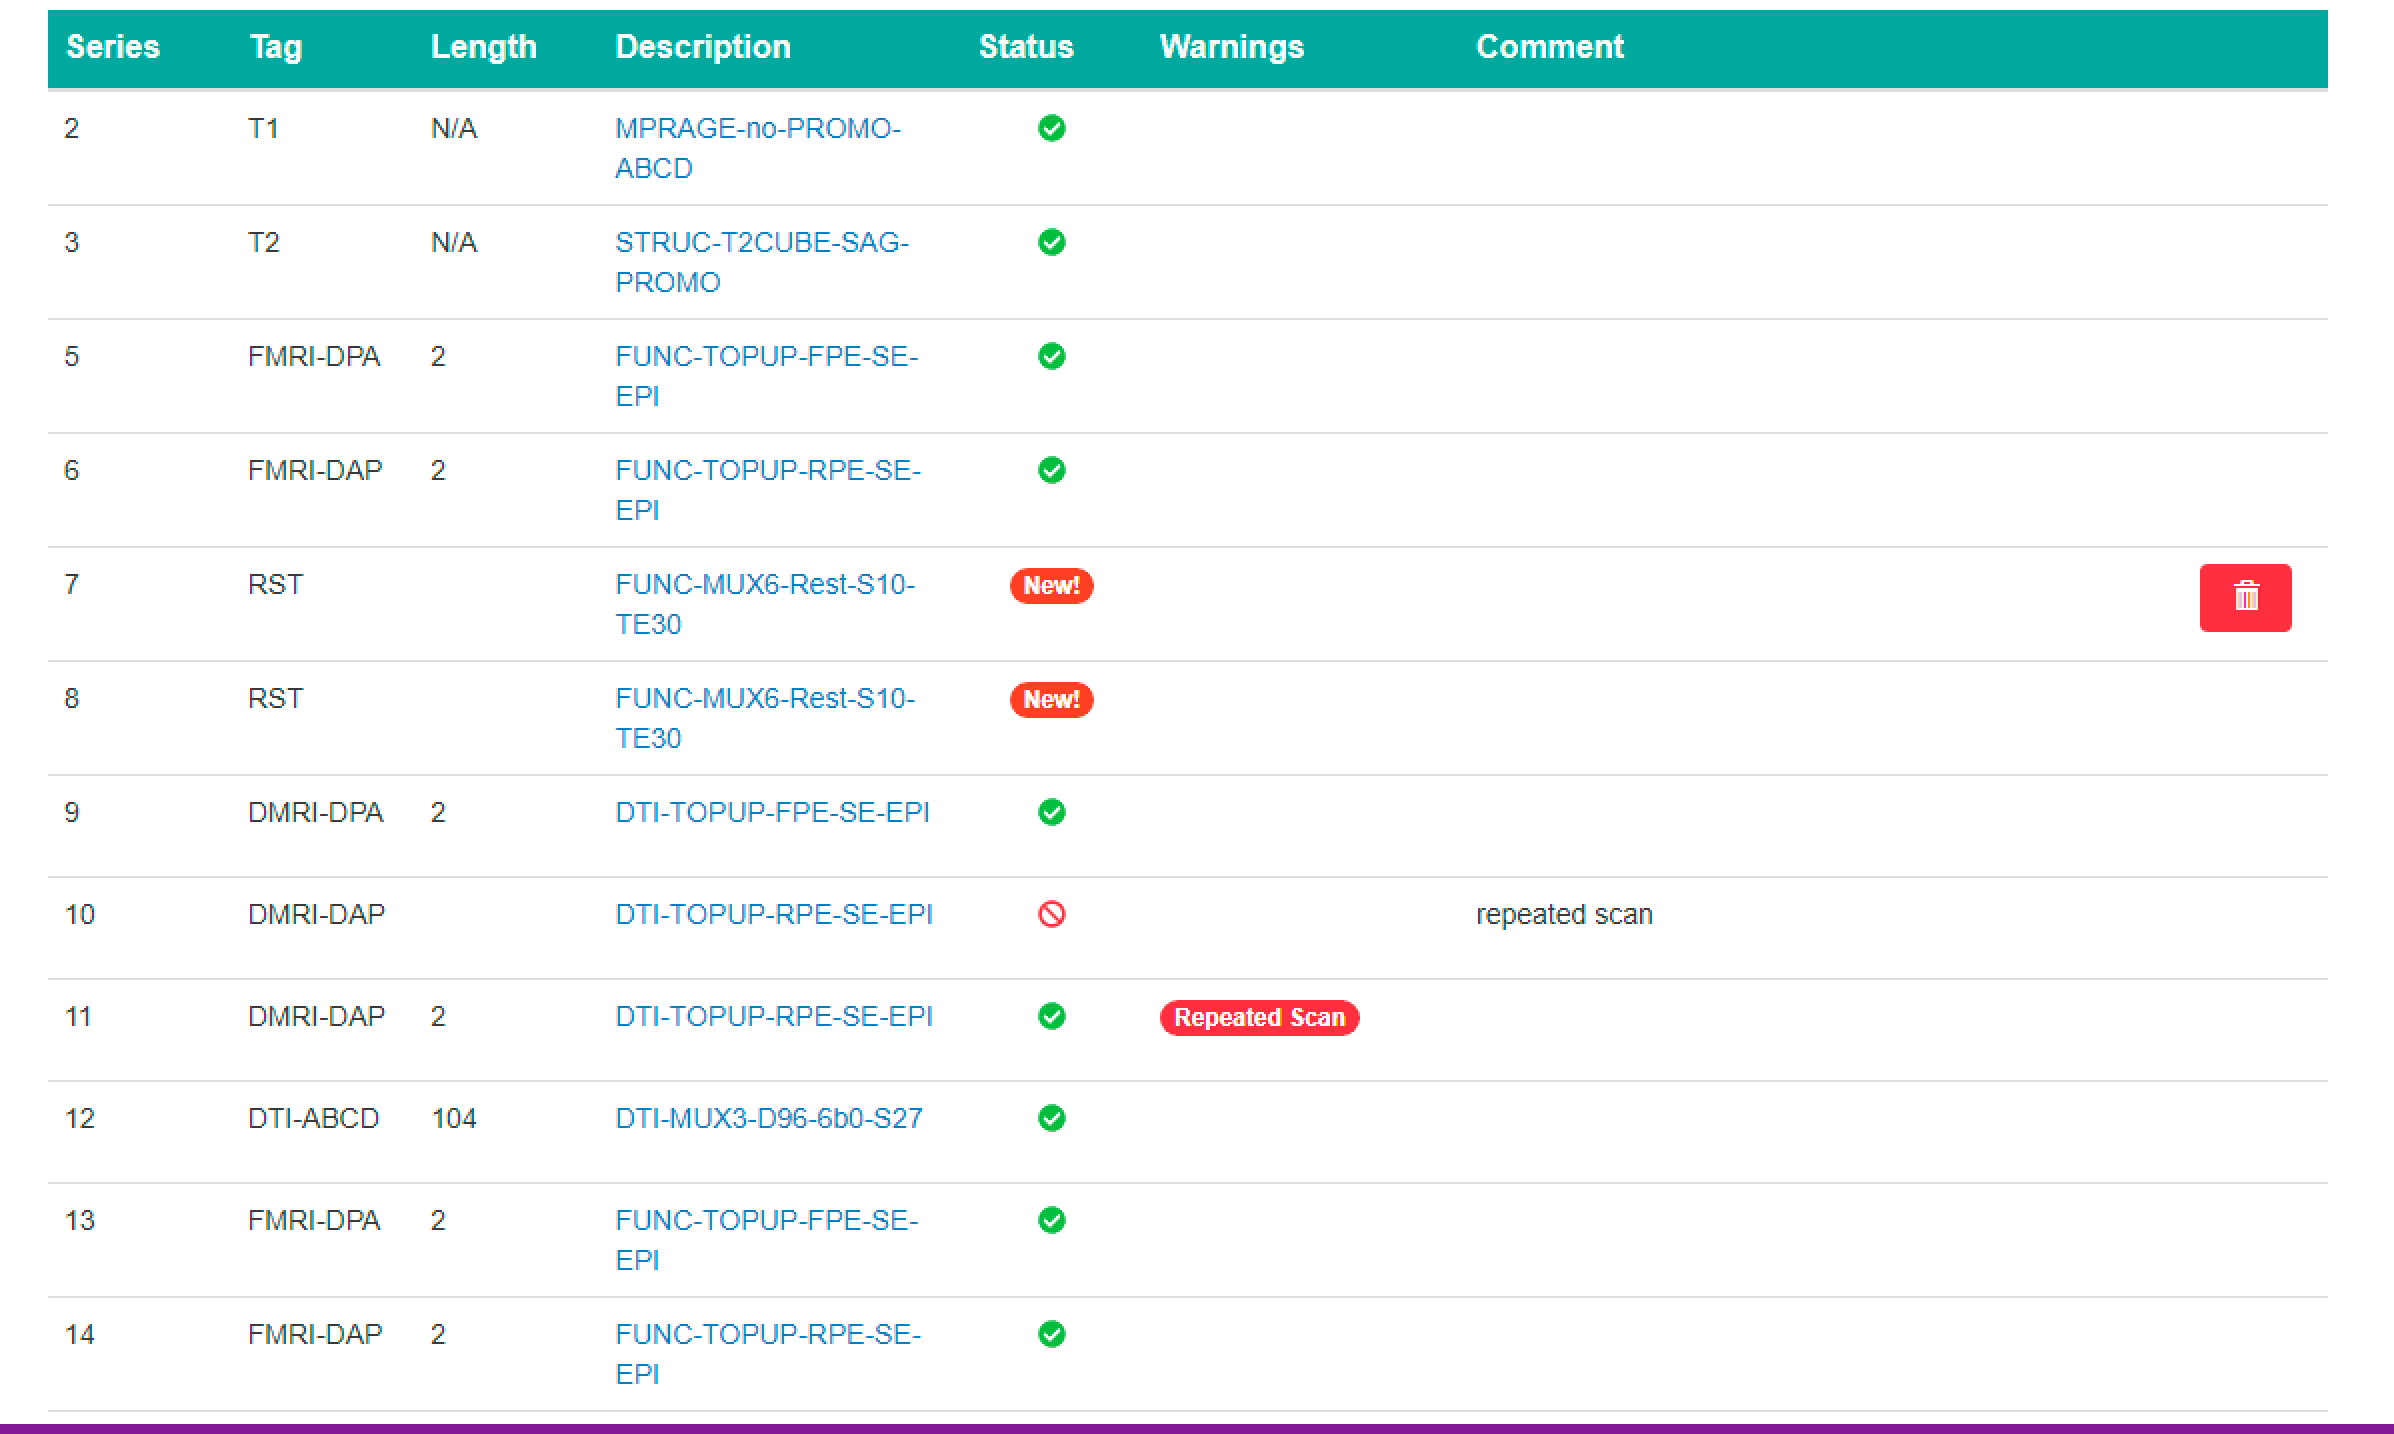 Series Tag Length Description Status Warnings Comment
2 T1 N/A MPRAGE-no-PROMO-
ABCD
3 T2 N/A STRUC-T2CUBE-SAG-
PROMO
5 FMRI-DPA 2 FUNC-TOPUP-FPE-SE-
EPI
6 FMRI-DAP 2 FUNC-TOPUP-RPE-SE-
EPI
7 RST FUNC-MUX6-Rest-S10- New!
TE30
8 RST FUNC-MUX6-Rest-S10- New!
TE30
9 DMRI-DPA 2 DTI-TOPUP-FPE-SE-EPI
10 DMRI-DAP DTI-TOPUP-RPE-SE-EPI repeated scan
11 DMRI-DAP 2 DTI-TOPUP-RPE-SE-EPI Repeated Scan
12 DTI-ABCD 104 DTI-MUX3-D96-6b0-S27
13 FMRI-DPA 2 FUNC-TOPUP-FPE-SE-
EPI
14 FMRI-DAP 2 FUNC-TOPUP-RPE-SE-
EPI